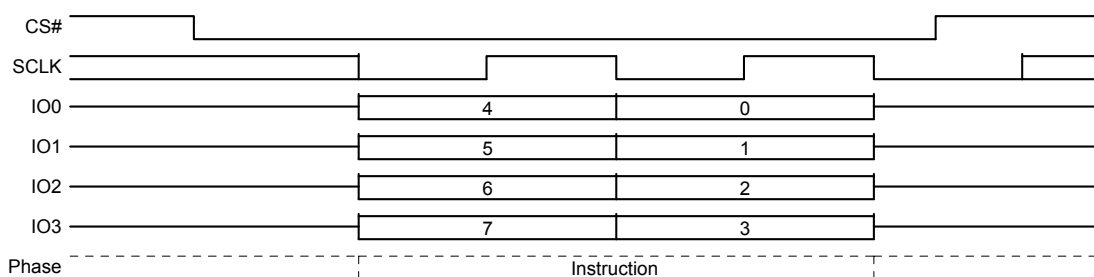 CS#
SCLK
IO0 4 0
IO1 5 1
IO2 6 2
IO3 7 3
Phase Instruction